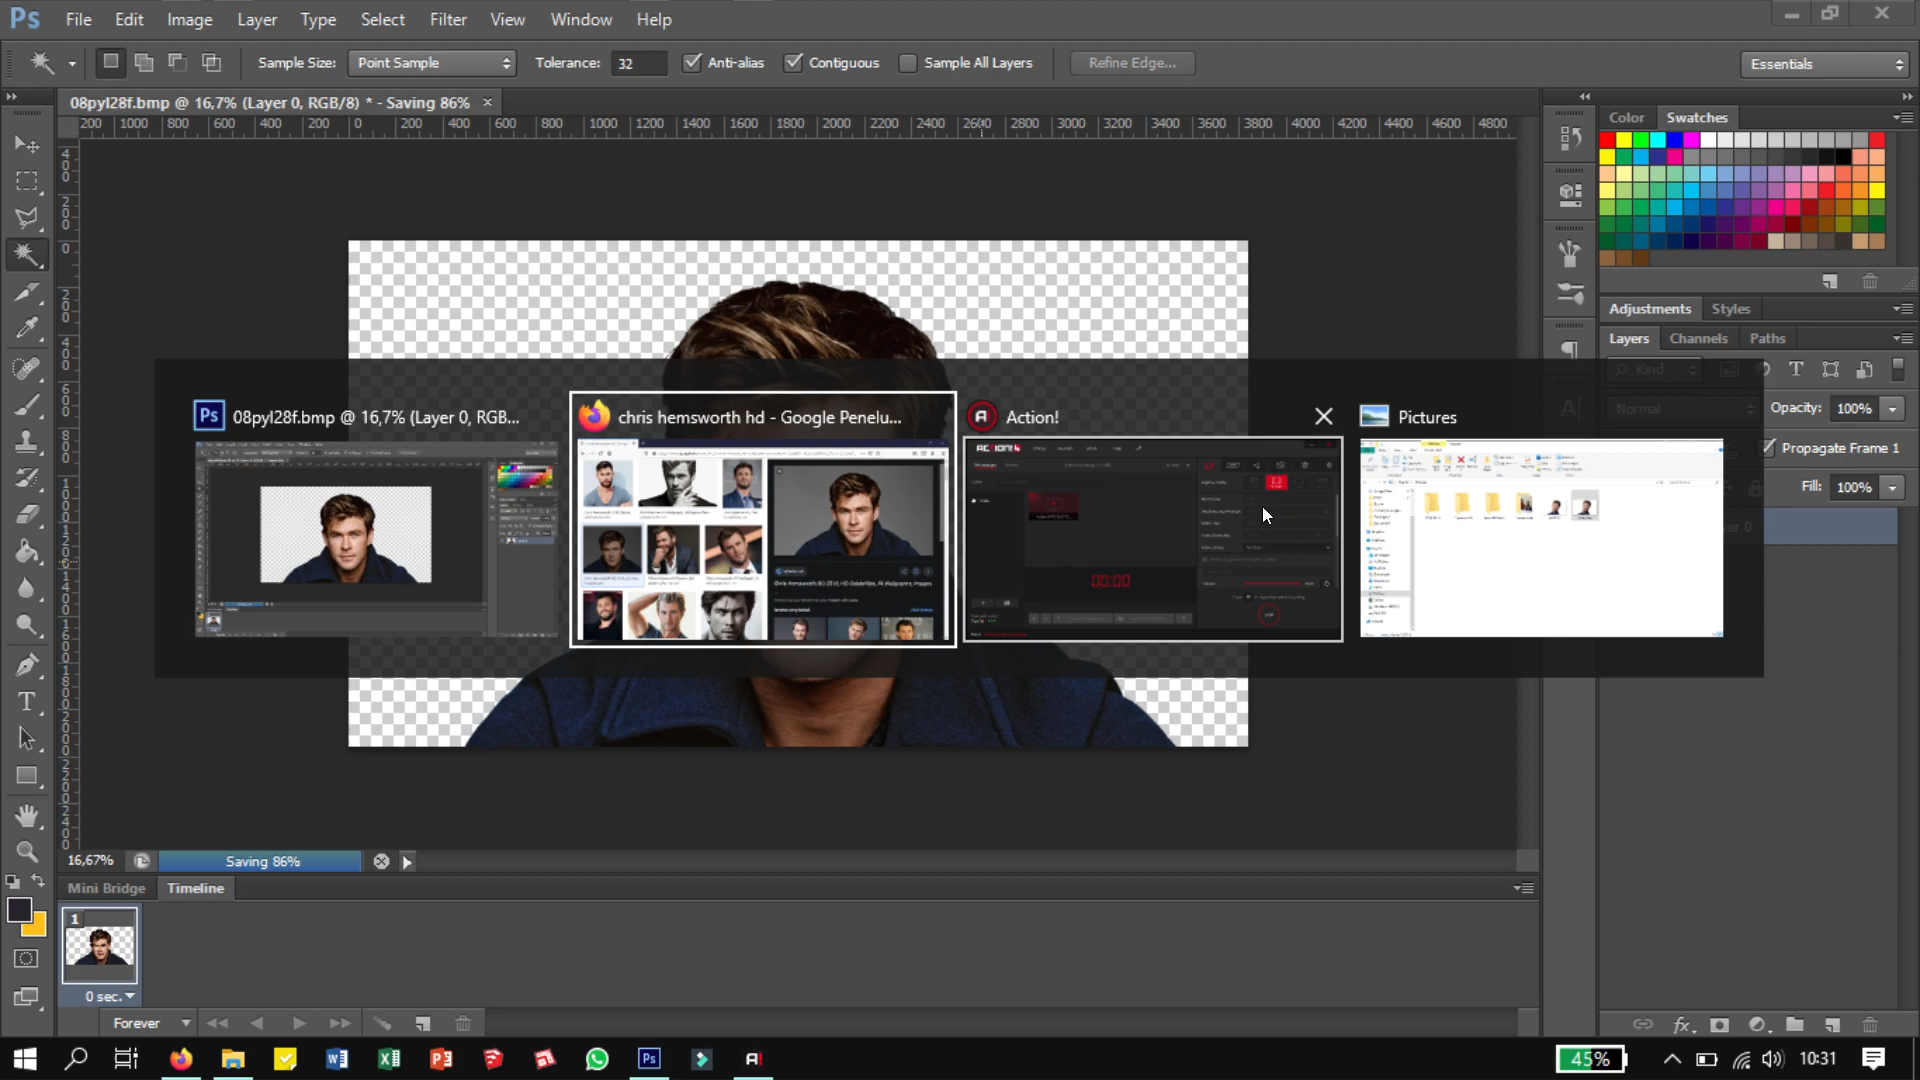 Ps File Edit Image Layer Type Select Filter View Window Help
Sample Size: Point Sample Tolerance: 32 Anti-alias Contiguous Sample All Layers Refine Edge... Essentials
08pyl28f.bmp @ 16,7% (Layer 0, RGB/8) * - Saving 86% ×
200 1000 800 600 400 200 0 200 400 600 800 1000 1200 1400 1600 1800 2000 2200 2400 2600 2800 3000 3200 3400 3600 3800 4000 4200 4400 4600 4800
Color Swatches
Adjustments Styles
Layers Channels Paths
Kind
Normal Opacity: 100%
Propagate Frame 1
Fill: 100%
Ps 08pyl28f.bmp @ 16,7% (Layer 0, RGB...
chris hemsworth hd - Google Penelu...
Action!
Pictures
00:00
16,67% Saving 86%
Mini Bridge Timeline
1
0 sec.
Forever
45% 10:31